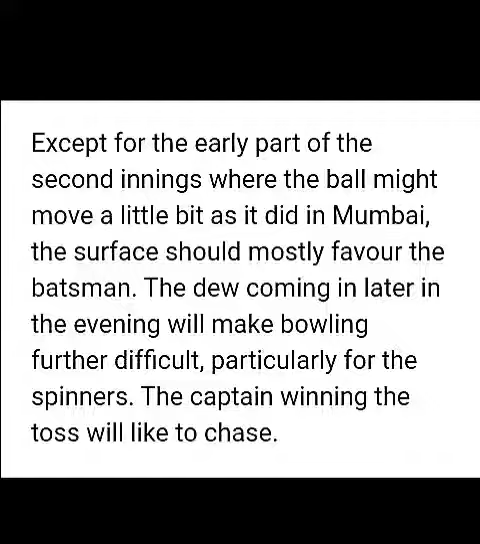 Except for the early part of the
second innings where the ball might
move a little bit as it did in Mumbai,
the surface should mostly favour the
batsman. The dew coming in later in
the evening will make bowling
further difficult, particularly for the
spinners. The captain winning the
toss will like to chase.